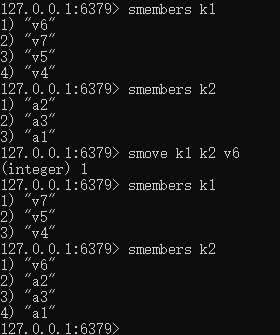 127.0.0.1:6379> smembers k1
1) "v6"
2) "v7"
3) "v5"
4) "v4"
127.0.0.1:6379> smembers k2
1) "a2"
2) "a3"
3) "a1"
127.0.0.1:6379> smove k1 k2 v6
(integer) 1
127.0.0.1:6379> smembers k1
1) "v7"
2) "v5"
3) "v4"
127.0.0.1:6379> smembers k2
1) "v6"
2) "a2"
3) "a3"
4) "a1"
127.0.0.1:6379>